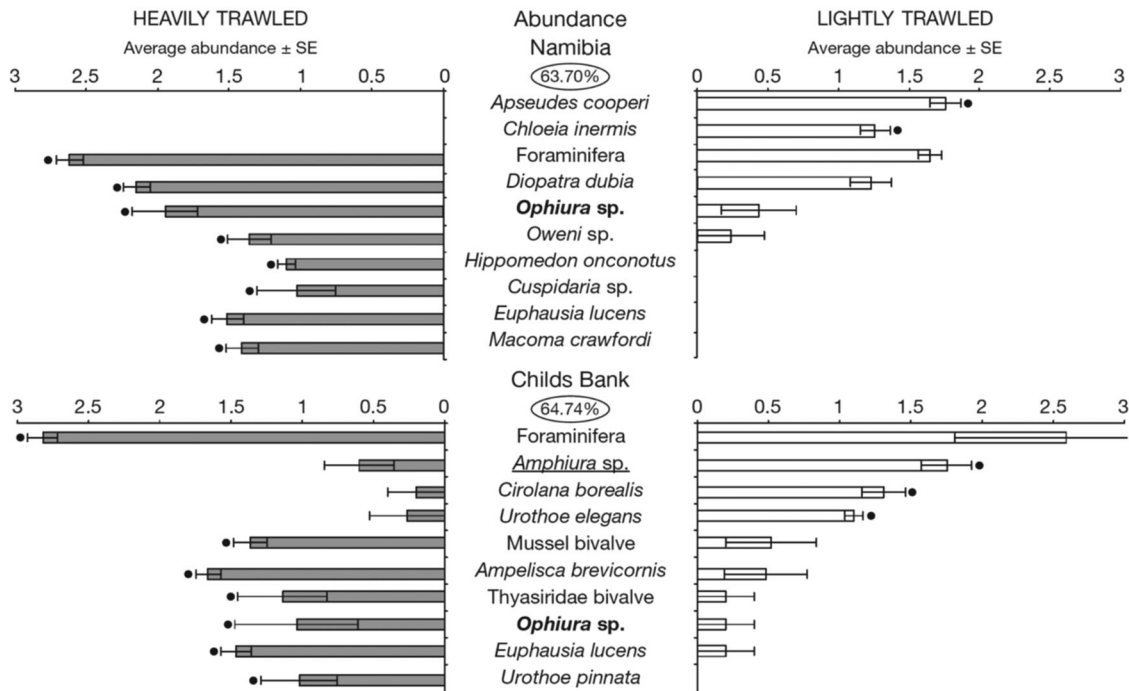 HEAVILY TRAWLED Abundance LIGHTLY TRAWLED
Average abundance ± SE Namibia Average abundance ± SE
3 2.5 2 1.5 1 0.5 0 63.70% 0 0.5 1 1.5 2 2.5 3
Apseudes cooperi
Chloeia inermis
Foraminifera
Diopatra dubia
Ophiura sp.
Oweni sp.
Hippomedon onconotus
Cuspidaria sp.
Euphausia lucens
Macoma crawfordi
Childs Bank
3 2.5 2 1.5 1 0.5 0 64.74% 0 0.5 1 1.5 2 2.5 3
Foraminifera
Amphiura sp.
Cirolana borealis
Urothoe elegans
Mussel bivalve
Ampelisca brevicornis
Thyasiridae bivalve
Ophiura sp.
Euphausia lucens
Urothoe pinnata